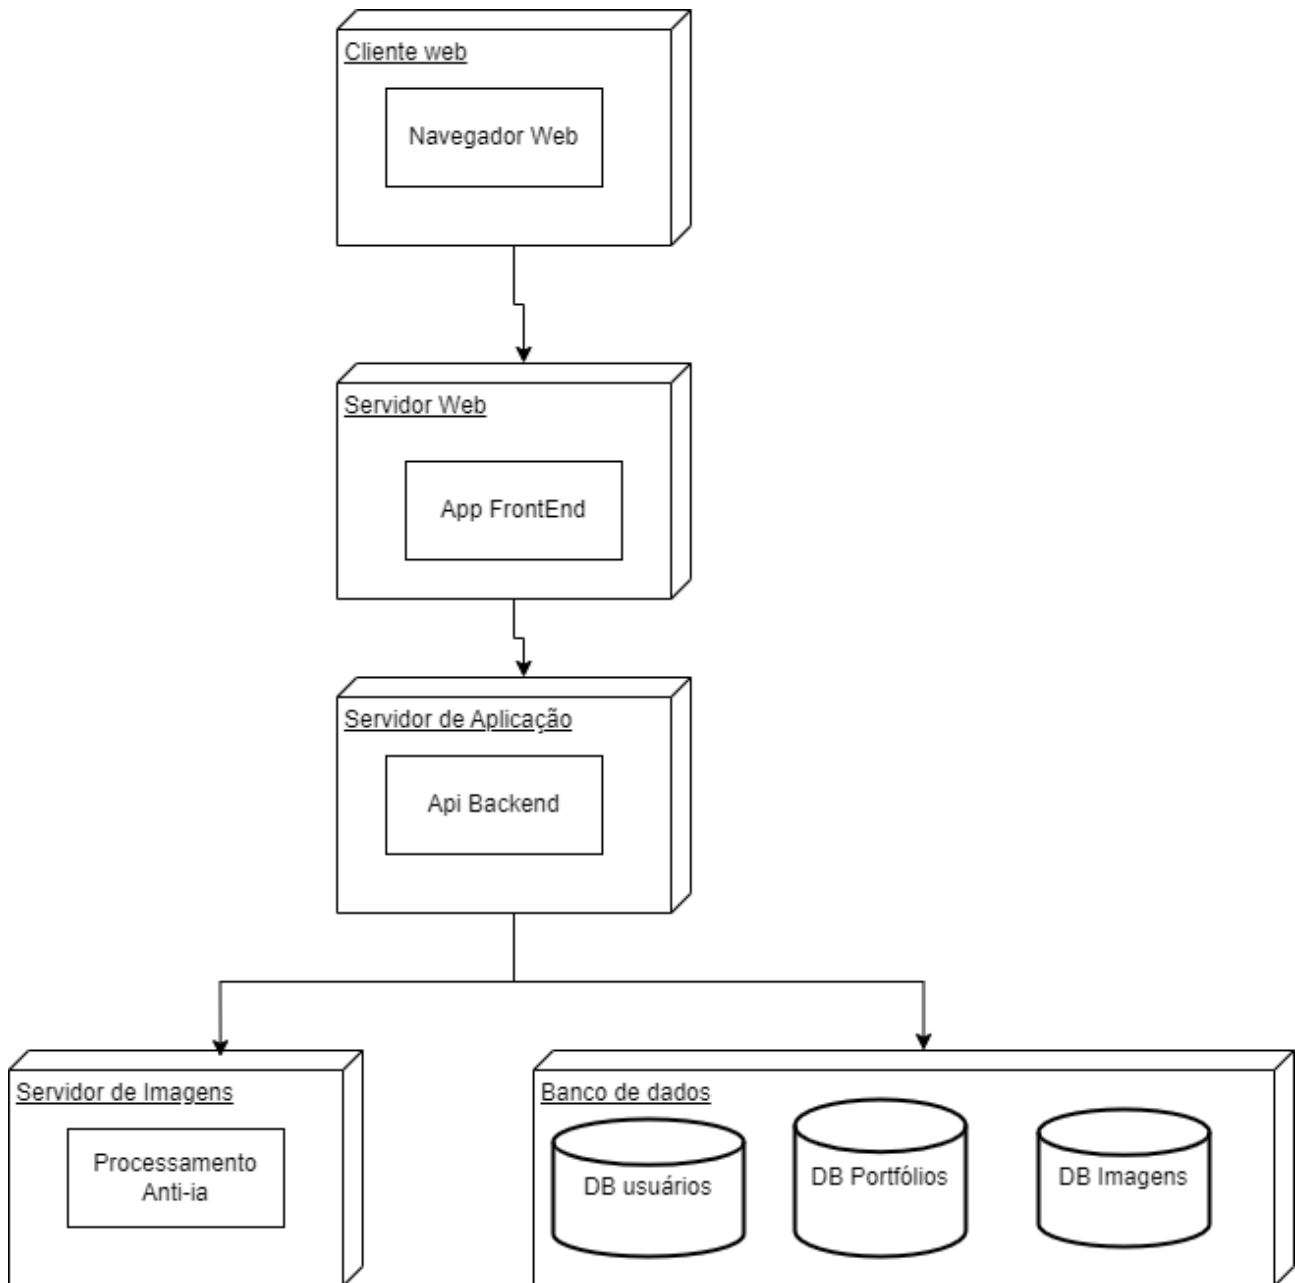 Cliente web
Navegador Web
Servidor Web
App FrontEnd
Servidor de Aplicação
Api Backend
Servidor de Imagens
Processamento
Anti-ia
Banco de dados
DB usuários
DB Portfólios
DB Imagens